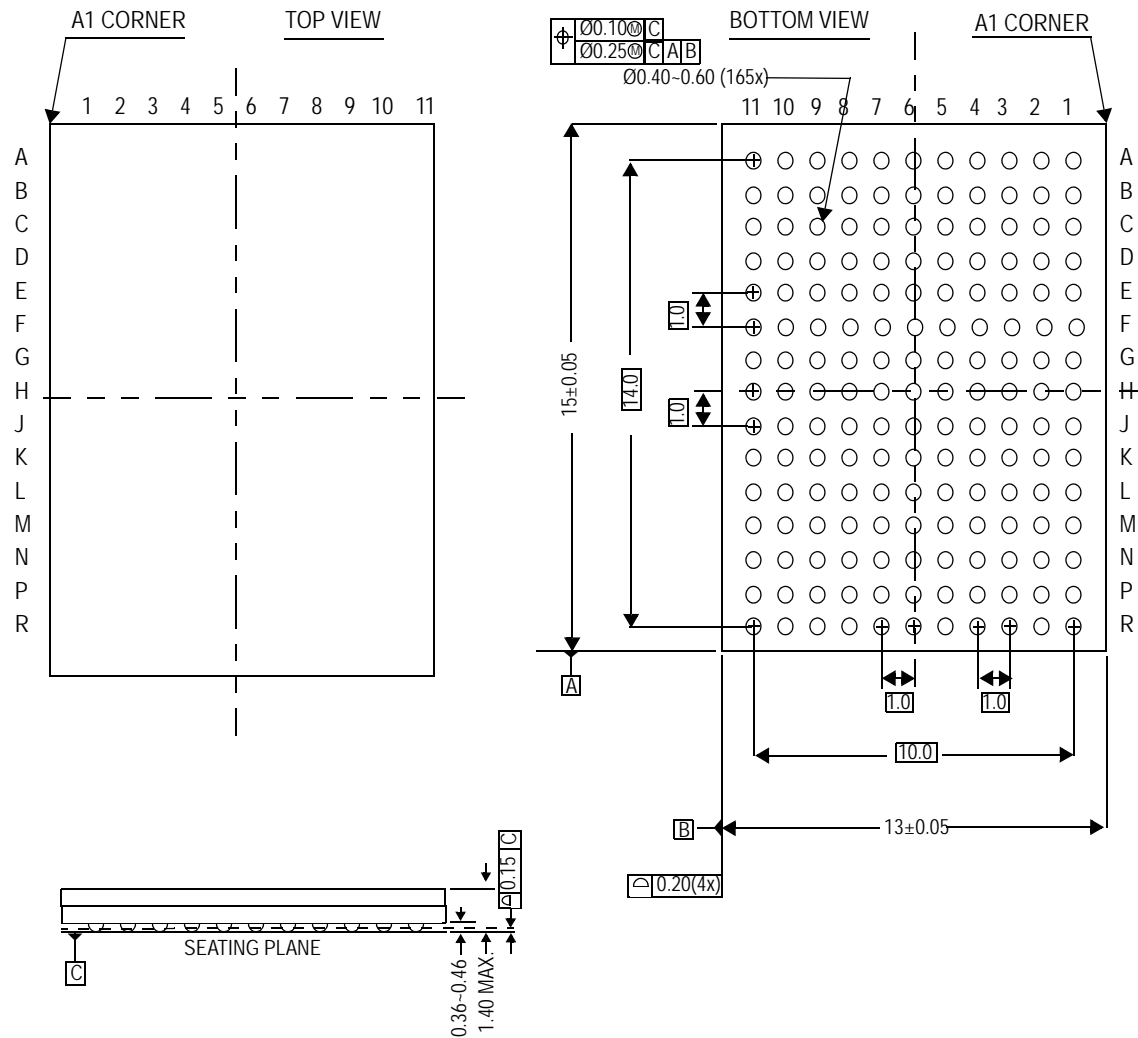 A1 CORNER
TOP VIEW
1 2 3 4 5 6 7 8 9 10 11
A
B
C
D
E
F
G
H
J
K
L
M
N
P
R
Ø0.10Ⓜ C
Ø0.25Ⓜ C A B
BOTTOM VIEW
A1 CORNER
Ø0.40~0.60 (165x)
11 10 9 8 7 6 5 4 3 2 1
A
B
C
D
E
F
G
H
J
K
L
M
N
P
R
1.0
1.0
14.0
15±0.05
A
1.0
1.0
10.0
B
13±0.05
0.20(4x)
0.15 C
SEATING PLANE
C
0.36~0.46
1.40 MAX.